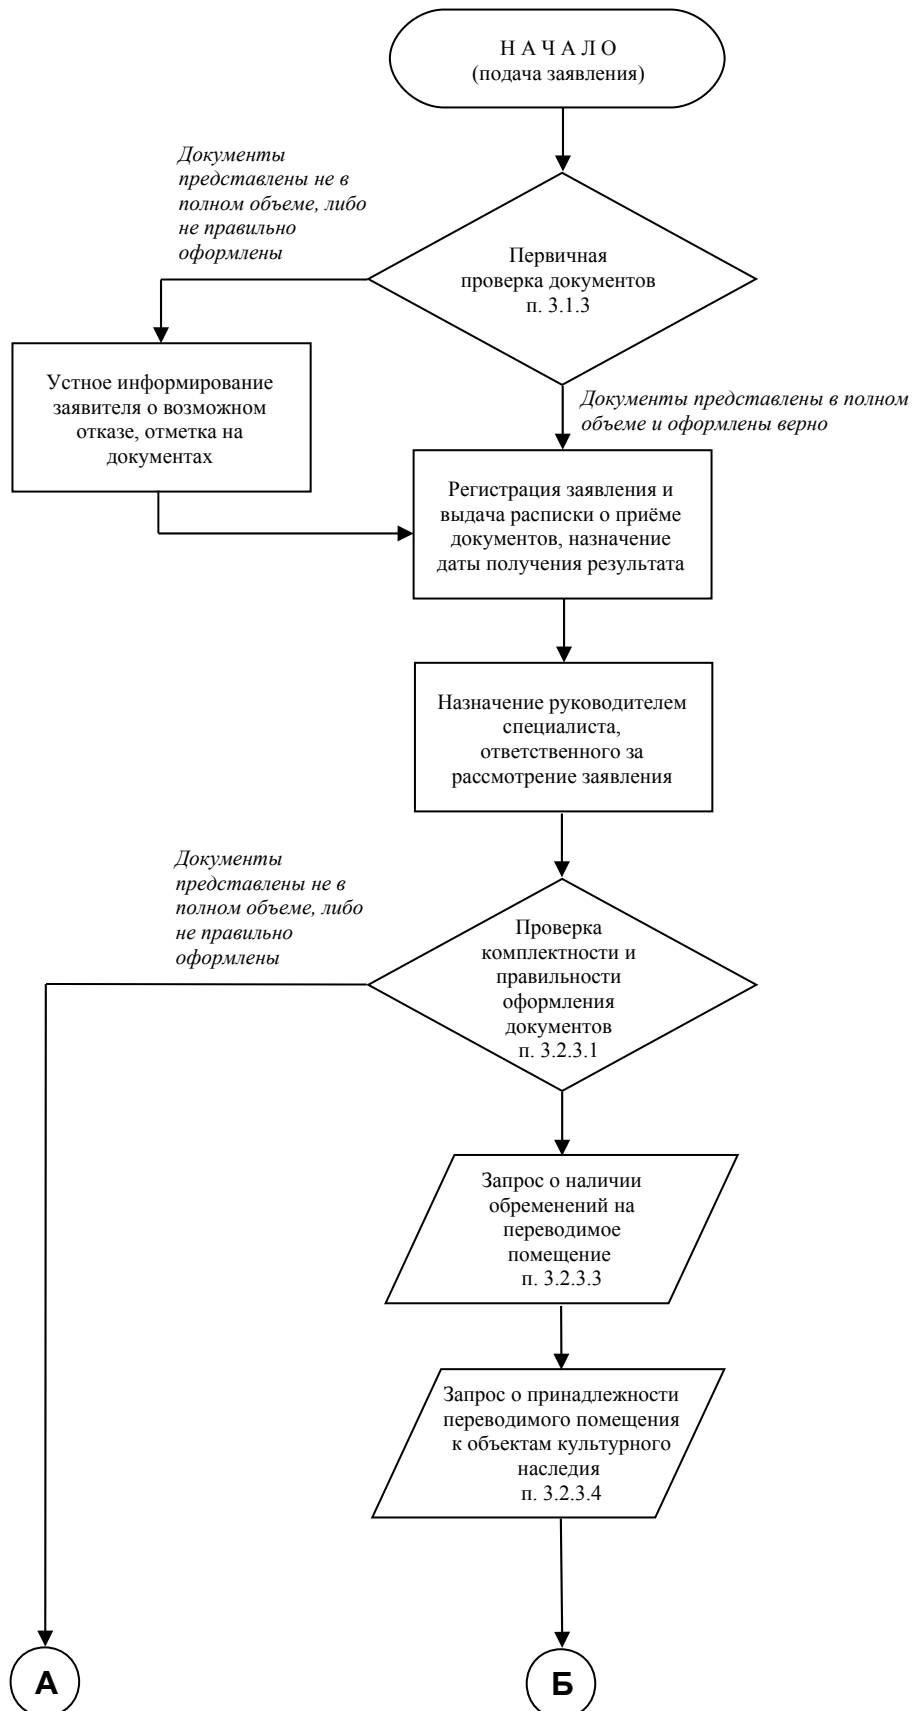 Н А Ч А Л О
(подача заявления)
Документы
представлены не в
полном объеме, либо
не правильно
оформлены
Первичная
проверка документов
п. 3.1.3
Устное информирование
заявителя о возможном
отказе, отметка на
документах
Документы представлены в полном
объеме и оформлены верно
Регистрация заявления и
выдача расписки о приёме
документов, назначение
даты получения результата
Назначение руководителем
специалиста,
ответственного за
рассмотрение заявления
Документы
представлены не в
полном объеме, либо
не правильно
оформлены
Проверка
комплектности и
правильности
оформления
документов
п. 3.2.3.1
Запрос о наличии
обременений на
переводимое
помещение
п. 3.2.3.3
Запрос о принадлежности
переводимого помещения
к объектам культурного
наследия
п. 3.2.3.4
А
Б